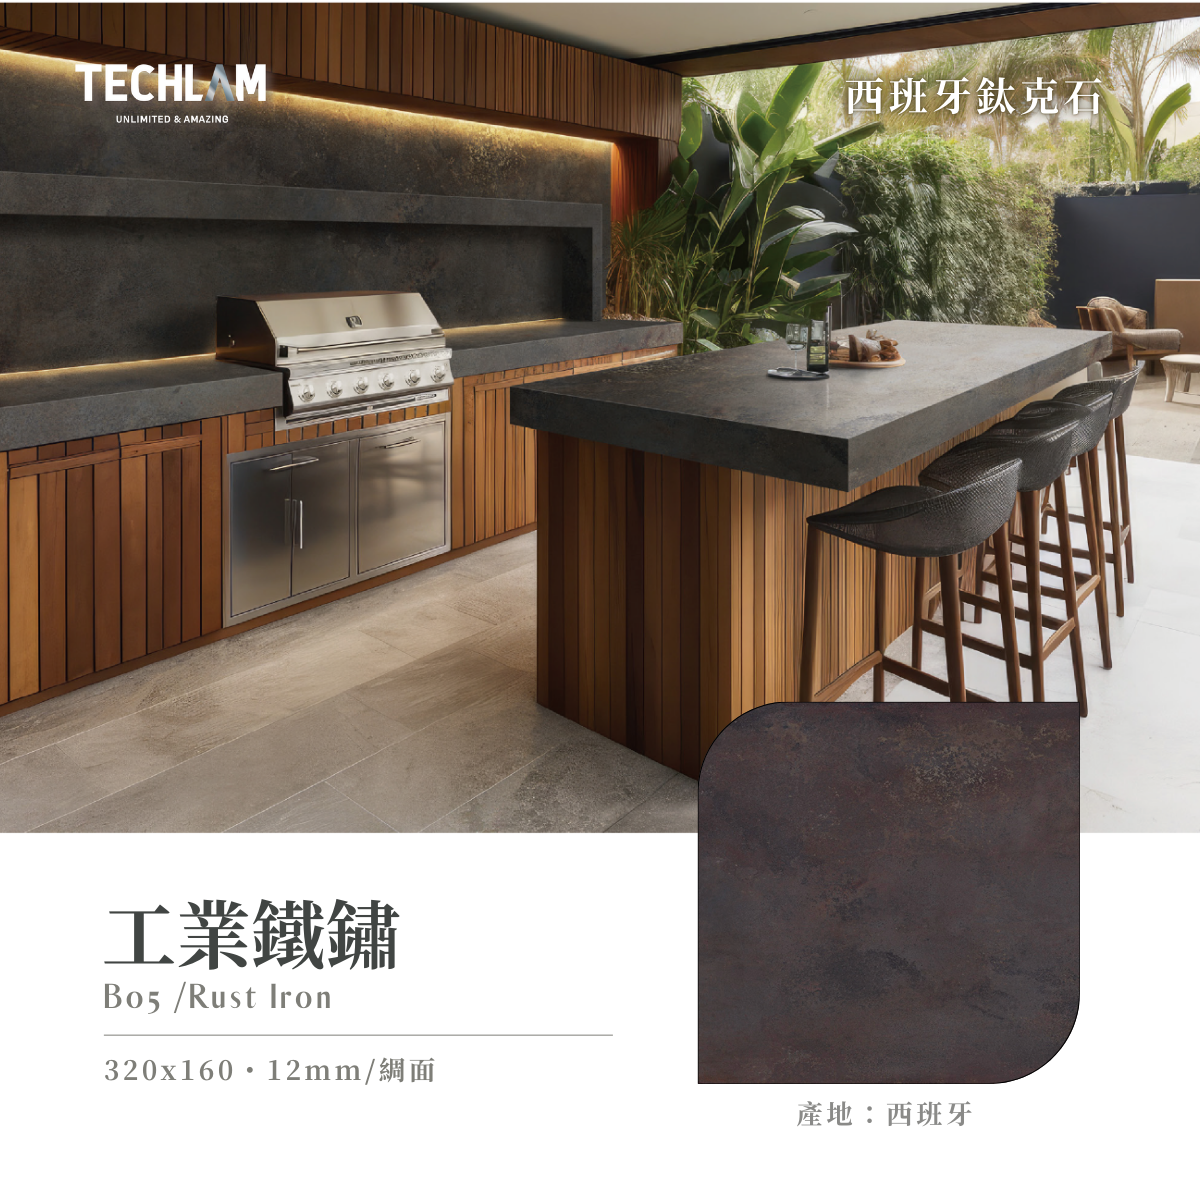 TECHLAM
UNLIMITED & AMAZING
西班牙鈦克石
工業鐵鏽
B05 /Rust Iron
320x160·12mm/綢面
產地：西班牙